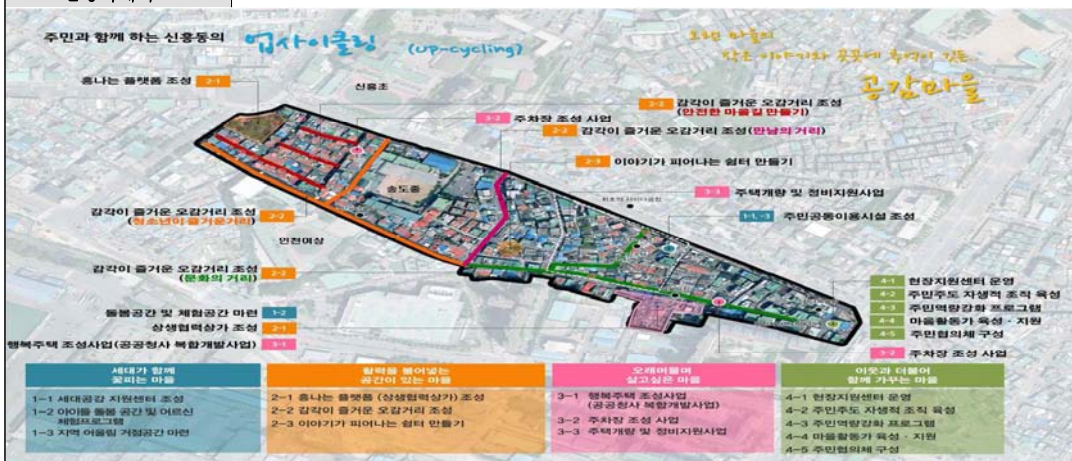 주민과 함께 하는 신흥동의 업사이클링 (up-cycling)
오랜 마을의
작은 이야기와 곳곳에 추억이 깃든
공감마을
흥나는 플랫폼 조성 2-1
신흥초
2-2 감각이 즐거운 오감거리 조성
(안전한 마을길 만들기)
3-2 주차장 조성 사업
2-2 감각이 즐거운 오감거리 조성(만남의 거리)
2-3 이야기가 피어나는 쉼터 만들기
송도중
3-3 주택개량 및 정비지원사업
감각이 즐거운 오감거리 조성
(청소년이 즐거운거리) 2-2
1-1, -3 주민공동이용시설 조성
인천여상
감각이 즐거운 오감거리 조성
(문화의 거리) 2-2
4-1 현장지원센터 운영
4-2 주민주도 자생적 조직 육성
4-3 주민역량강화 프로그램
4-4 마을활동가 육성 · 지원
4-5 주민협의체 구성
3-2 주차장 조성 사업
돌봄공간 및 체험공간 마련 1-2
상생협력상가 조성 2-1
행복주택 조성사업(공공청사 복합개발사업) 3-1
세대가 함께
꽃피는 마을
1-1 세대공감 지원센터 조성
1-2 아이들 돌봄 공간 및 어르신
체험프로그램
1-3 지역 어울림 거점공간 마련
활력을 불어넣는
공간이 있는 마을
2-1 흥나는 플랫폼 (상생협력상가) 조성
2-2 감각이 즐거운 오감거리 조성
2-3 이야기가 피어나는 쉼터 만들기
오래머물며
살고싶은 마을
3-1 행복주택 조성사업
(공공청사 복합개발사업)
3-2 주차장 조성 사업
3-3 주택개량 및 정비지원사업
이웃과 더불어
함께 가꾸는 마을
4-1 현장지원센터 운영
4-2 주민주도 자생적 조직 육성
4-3 주민역량강화 프로그램
4-4 마을활동가 육성 · 지원
4-5 주민협의체 구성